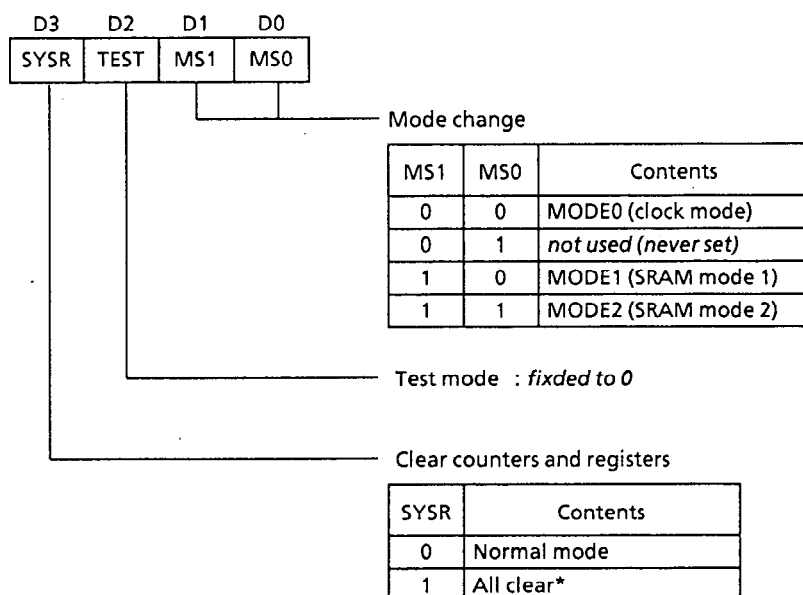 D3 D2 D1 D0
SYSR TEST MS1 MS0
Mode change
MS1 MS0 Contents
0 0 MODE0 (clock mode)
0 1 not used (never set)
1 0 MODE1 (SRAM mode 1)
1 1 MODE2 (SRAM mode 2)
Test mode : fixded to 0
Clear counters and registers
SYSR Contents
0 Normal mode
1 All clear*